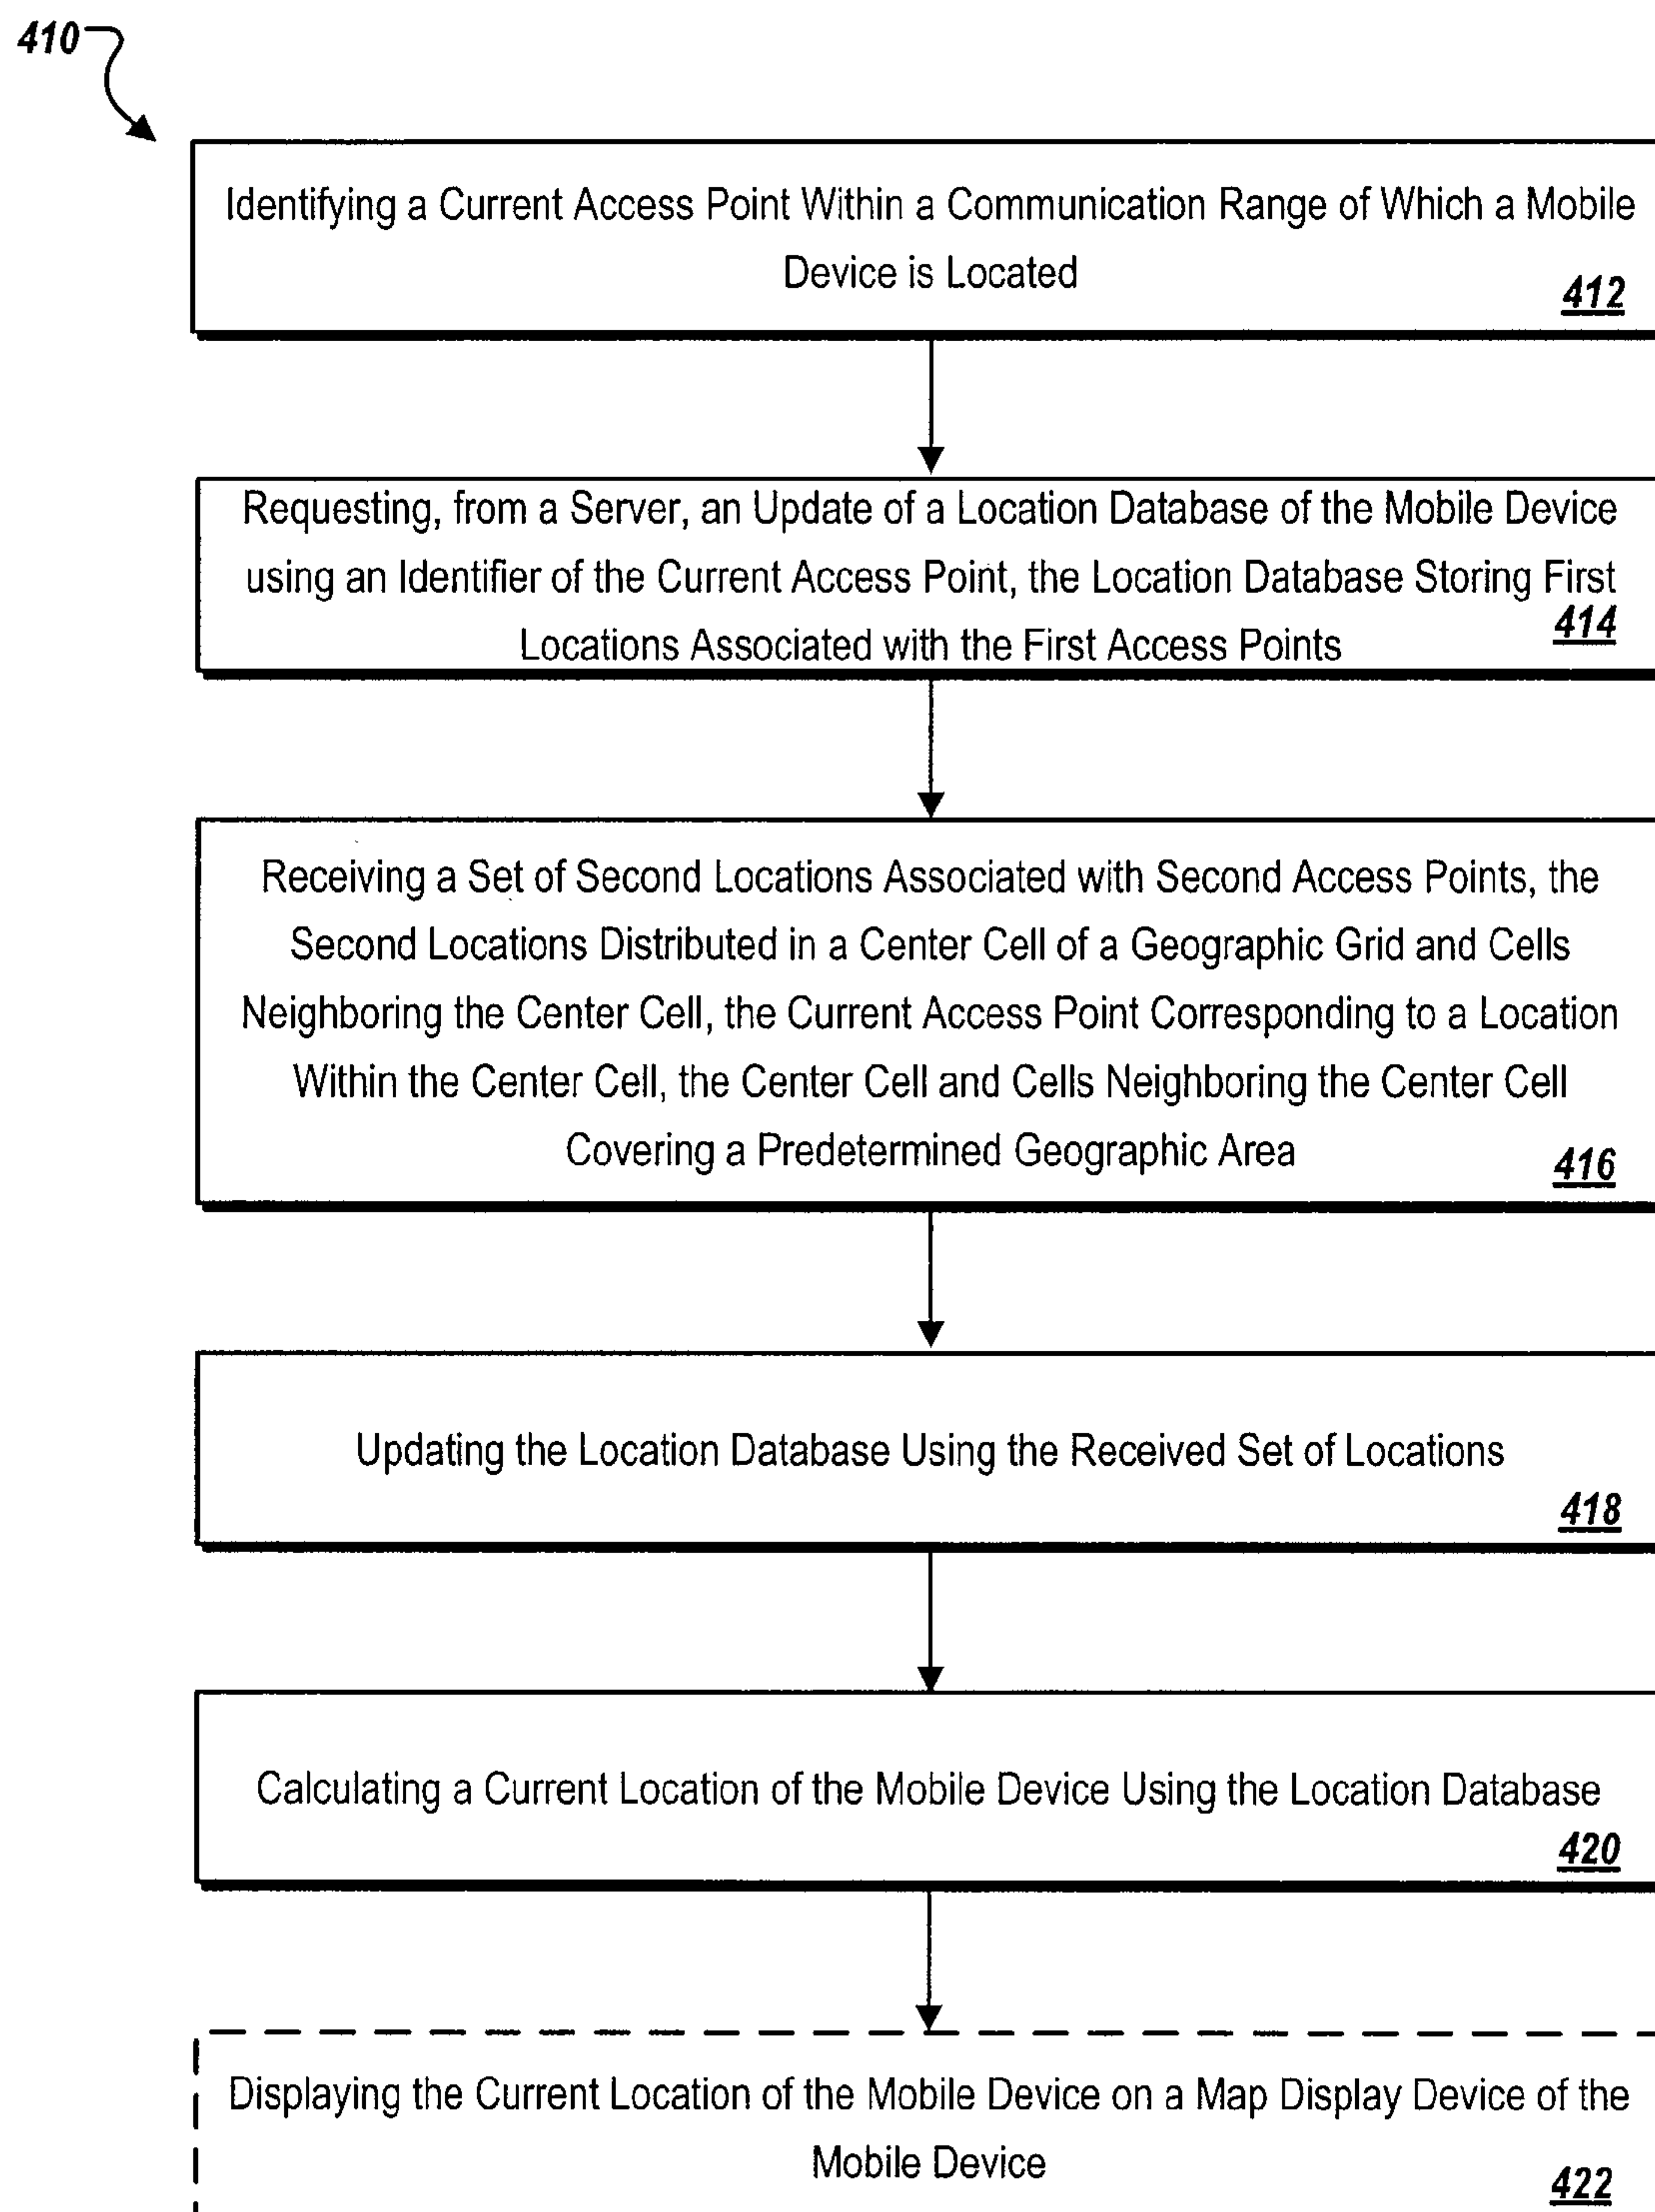 410
Identifying a Current Access Point Within a Communication Range of Which a Mobile
Device is Located
412
Requesting, from a Server, an Update of a Location Database of the Mobile Device
using an Identifier of the Current Access Point, the Location Database Storing First
Locations Associated with the First Access Points
414
Receiving a Set of Second Locations Associated with Second Access Points, the
Second Locations Distributed in a Center Cell of a Geographic Grid and Cells
Neighboring the Center Cell, the Current Access Point Corresponding to a Location
Within the Center Cell, the Center Cell and Cells Neighboring the Center Cell
Covering a Predetermined Geographic Area
416
Updating the Location Database Using the Received Set of Locations
418
Calculating a Current Location of the Mobile Device Using the Location Database
420
Displaying the Current Location of the Mobile Device on a Map Display Device of the
Mobile Device
422